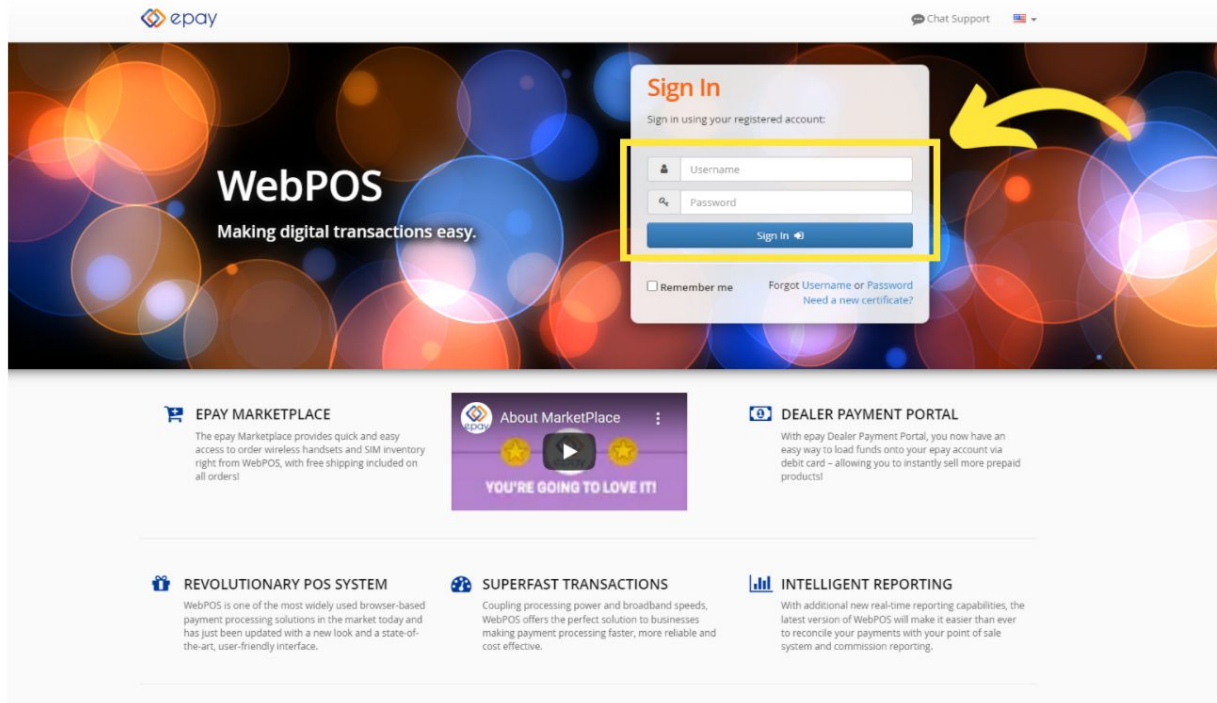 epay
Chat Support
Sign In
Sign in using your registered account:
Username
Password
Sign In
Remember me
Forgot Username or Password
Need a new certificate?
WebPOS
Making digital transactions easy.
EPAY MARKETPLACE
The epay Marketplace provides quick and easy
access to order wireless handsets and SIM inventory
right from WebPOS, with free shipping included on
all orders!
epay
About MarketPlace
YOU'RE GOING TO LOVE IT!
DEALER PAYMENT PORTAL
With epay Dealer Payment Portal, you now have an
easy way to load funds onto your epay account via
debit card – allowing you to instantly sell more prepaid
products!
REVOLUTIONARY POS SYSTEM
WebPOS is one of the most widely used browser-based
payment processing solutions in the market today and
has just been updated with a new look and a state-of-
the-art, user-friendly interface.
SUPERFAST TRANSACTIONS
Coupling processing power and broadband speeds,
WebPOS offers the perfect solution to businesses
making payment processing faster, more reliable and
cost effective.
INTELLIGENT REPORTING
With additional new real-time reporting capabilities, the
latest version of WebPOS will make it easier than ever
to reconcile your payments with your point of sale
system and commission reporting.